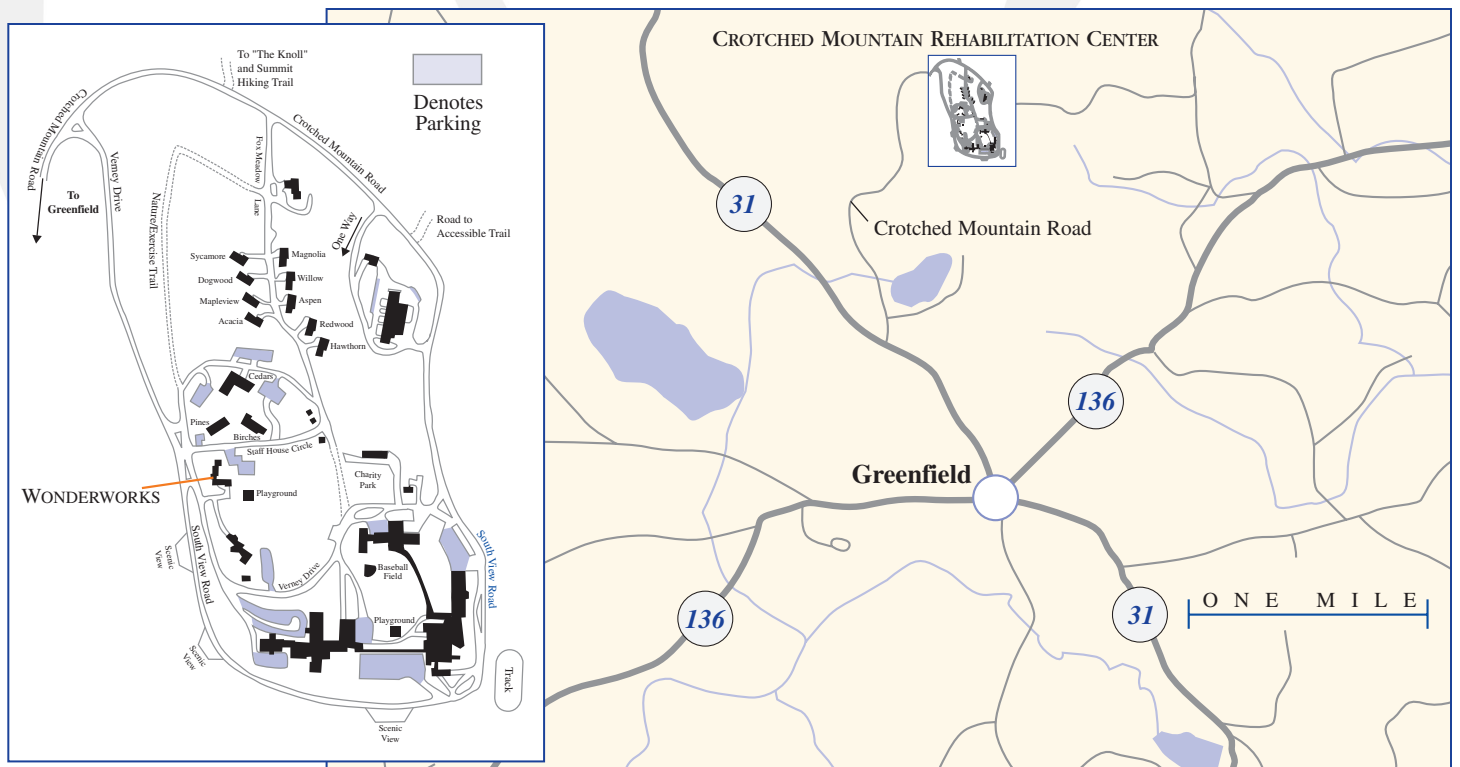 To "The Knoll"
and Summit
Hiking Trail
Denotes
Parking
Crotched Mountain Road
Crotched Mountain Road
Verney Drive
To
Greenfield
Nature/Exercise Trail
Fox Meadow
Lane
One Way
Road to
Accessible Trail
Sycamore
Magnolia
Dogwood
Willow
Mapleview
Aspen
Acacia
Redwood
Hawthorn
Cedars
Pines
Birches
Staff House Circle
WONDERWORKS
Playground
Charity
Park
South View Road
Scenic
View
Verney Drive
Baseball
Field
South View Road
Playground
Scenic
View
Track
Scenic
View
CROTCHED MOUNTAIN REHABILITATION CENTER
31
Crotched Mountain Road
136
Greenfield
136
31
ONE MILE